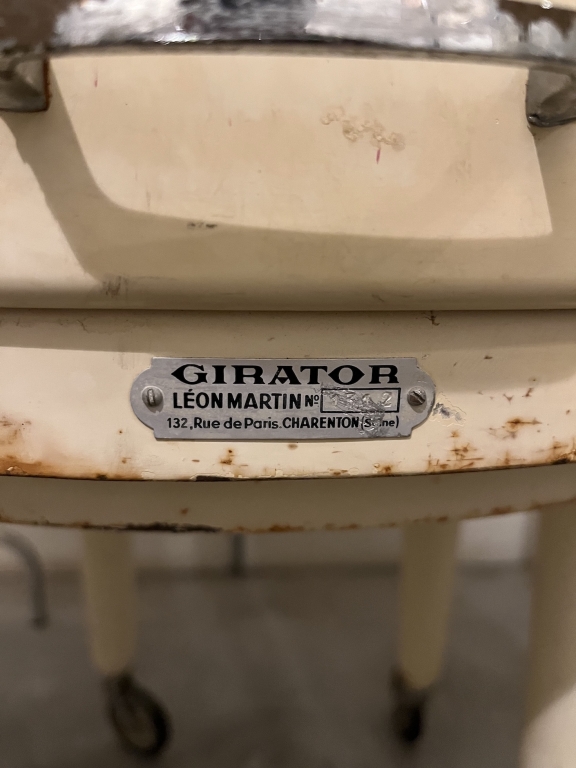 GIRATOR
LÉON MARTIN No
132, Rue de Paris. CHARENTON (Seine)